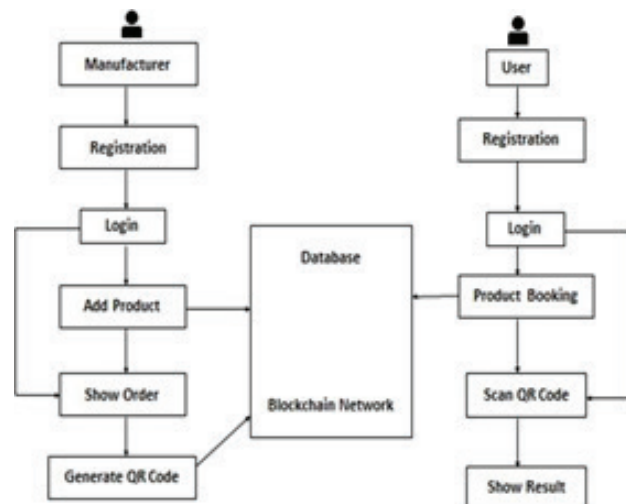 Manufacturer
Registration
Login
Add Product
Show Order
Generate QR Code
Database
Blockchain Network
User
Registration
Login
Product Booking
Scan QR Code
Show Result